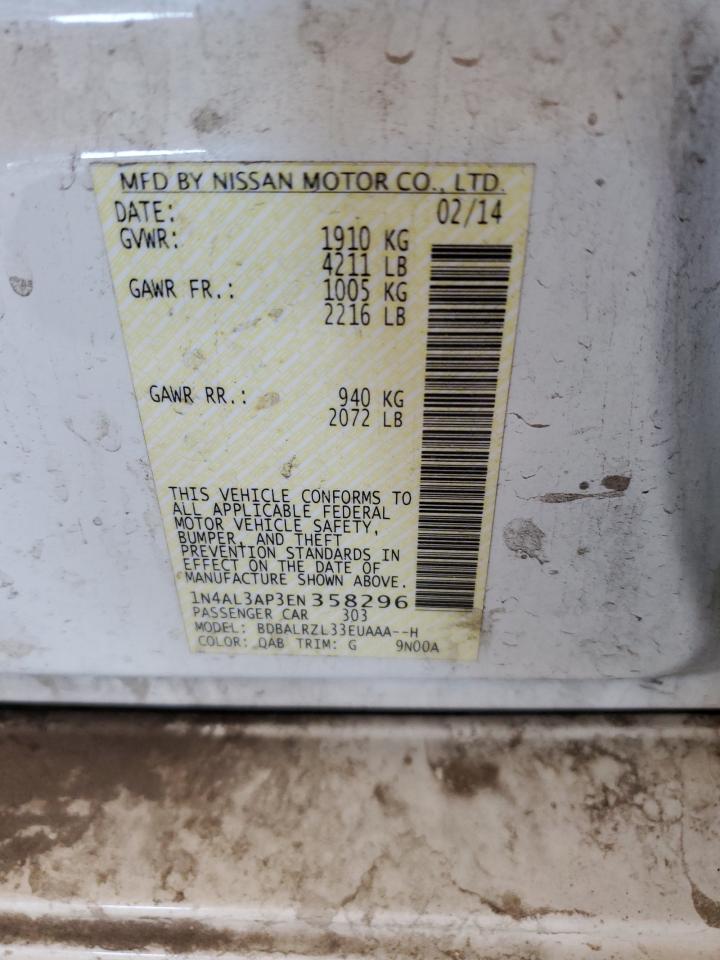 MFD BY NISSAN MOTOR CO., LTD.
DATE: 02/14
GVWR: 1910 KG
4211 LB
GAWR FR.: 1005 KG
2216 LB
GAWR RR.: 940 KG
2072 LB
THIS VEHICLE CONFORMS TO
ALL APPLICABLE FEDERAL
MOTOR VEHICLE SAFETY,
BUMPER, AND THEFT
PREVENTION STANDARDS IN
EFFECT ON THE DATE OF
MANUFACTURE SHOWN ABOVE.
1N4AL3AP3EN358296
PASSENGER CAR 303
MODEL: BDBALRZL33EUAAA--H
COLOR: QAB TRIM: G 9N00A